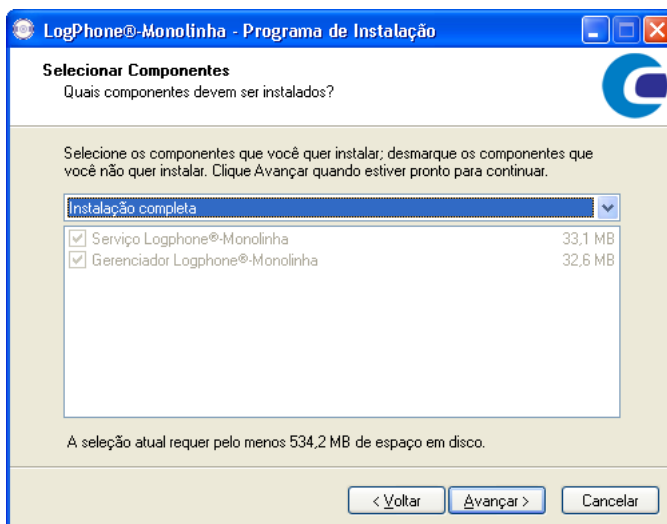 LogPhone®-Monolinha - Programa de Instalação
Selecionar Componentes
Quais componentes devem ser instalados?
Selecione os componentes que você quer instalar; desmarque os componentes que
você não quer instalar. Clique Avançar quando estiver pronto para continuar.
Instalação completa
Serviço Logphone®-Monolinha 33,1 MB
Gerenciador Logphone®-Monolinha 32,6 MB
A seleção atual requer pelo menos 534,2 MB de espaço em disco.
< Voltar Avançar > Cancelar